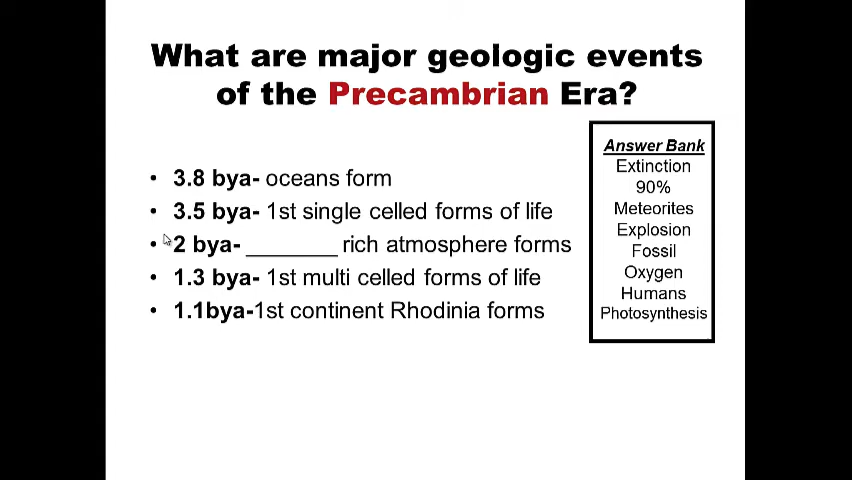 What are major geologic events
of the Precambrian Era?
• 3.8 bya- oceans form
• 3.5 bya- 1st single celled forms of life
• 2 bya- _______ rich atmosphere forms
• 1.3 bya- 1st multi celled forms of life
• 1.1bya-1st continent Rhodinia forms
Answer Bank
Extinction
90%
Meteorites
Explosion
Fossil
Oxygen
Humans
Photosynthesis